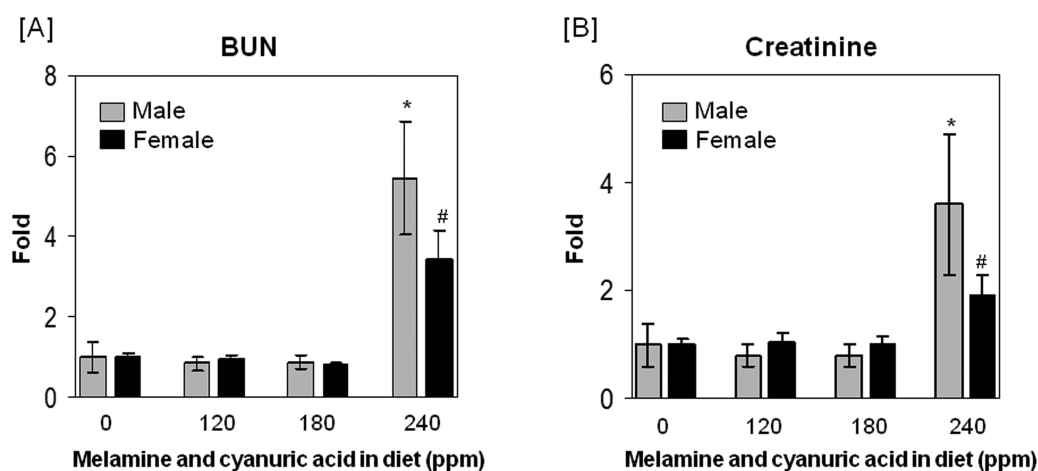 [A]
BUN
8
6
4
2
0
Fold
Male
Female
*
#
0 120 180 240
Melamine and cyanuric acid in diet (ppm)
[B]
Creatinine
6
4
2
0
Fold
Male
Female
*
#
0 120 180 240
Melamine and cyanuric acid in diet (ppm)